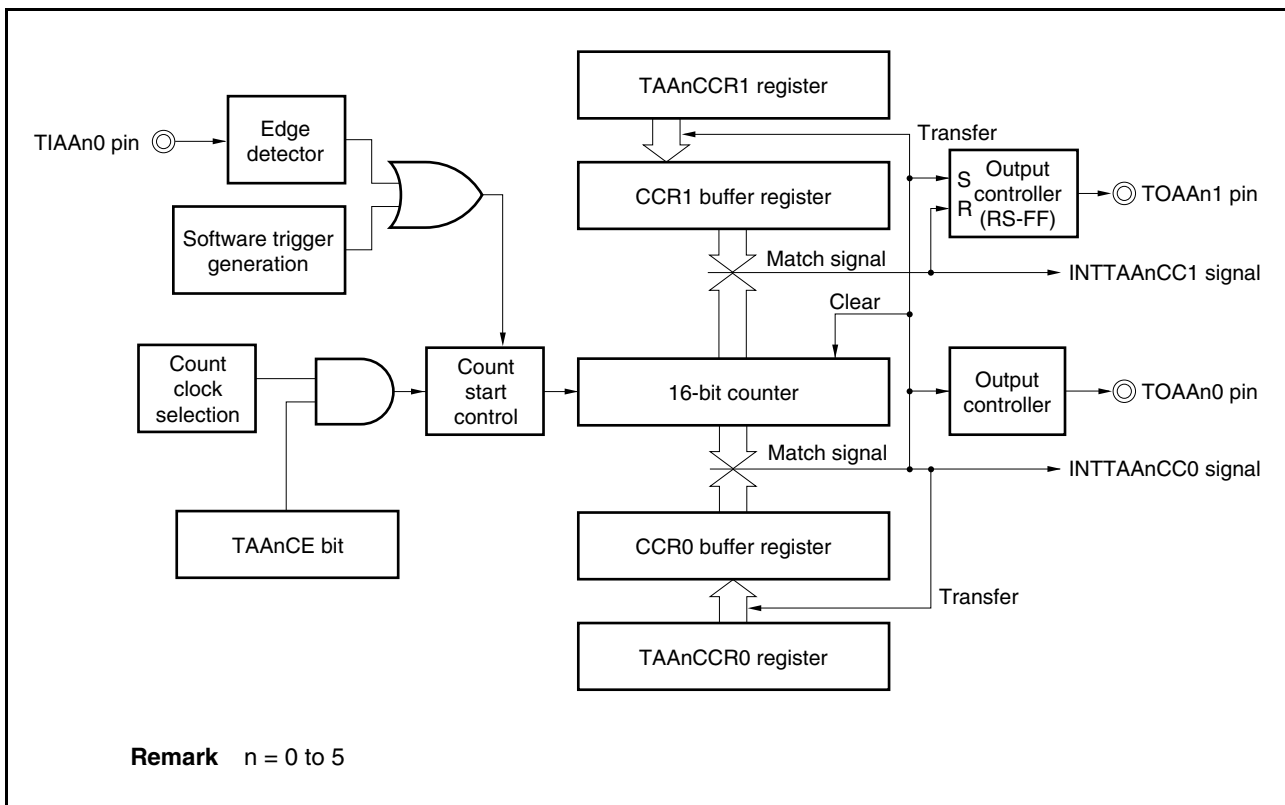 TAAnCCR1 register
TIAAn0 pin
Edge
detector
Transfer
Software trigger
generation
CCR1 buffer register
S
R
Output
controller
(RS-FF)
TOAAn1 pin
Match signal
INTTAAnCC1 signal
Clear
Count
clock
selection
Count
start
control
16-bit counter
Output
controller
TOAAn0 pin
Match signal
INTTAAnCC0 signal
TAAnCE bit
CCR0 buffer register
Transfer
TAAnCCR0 register
Remark n = 0 to 5